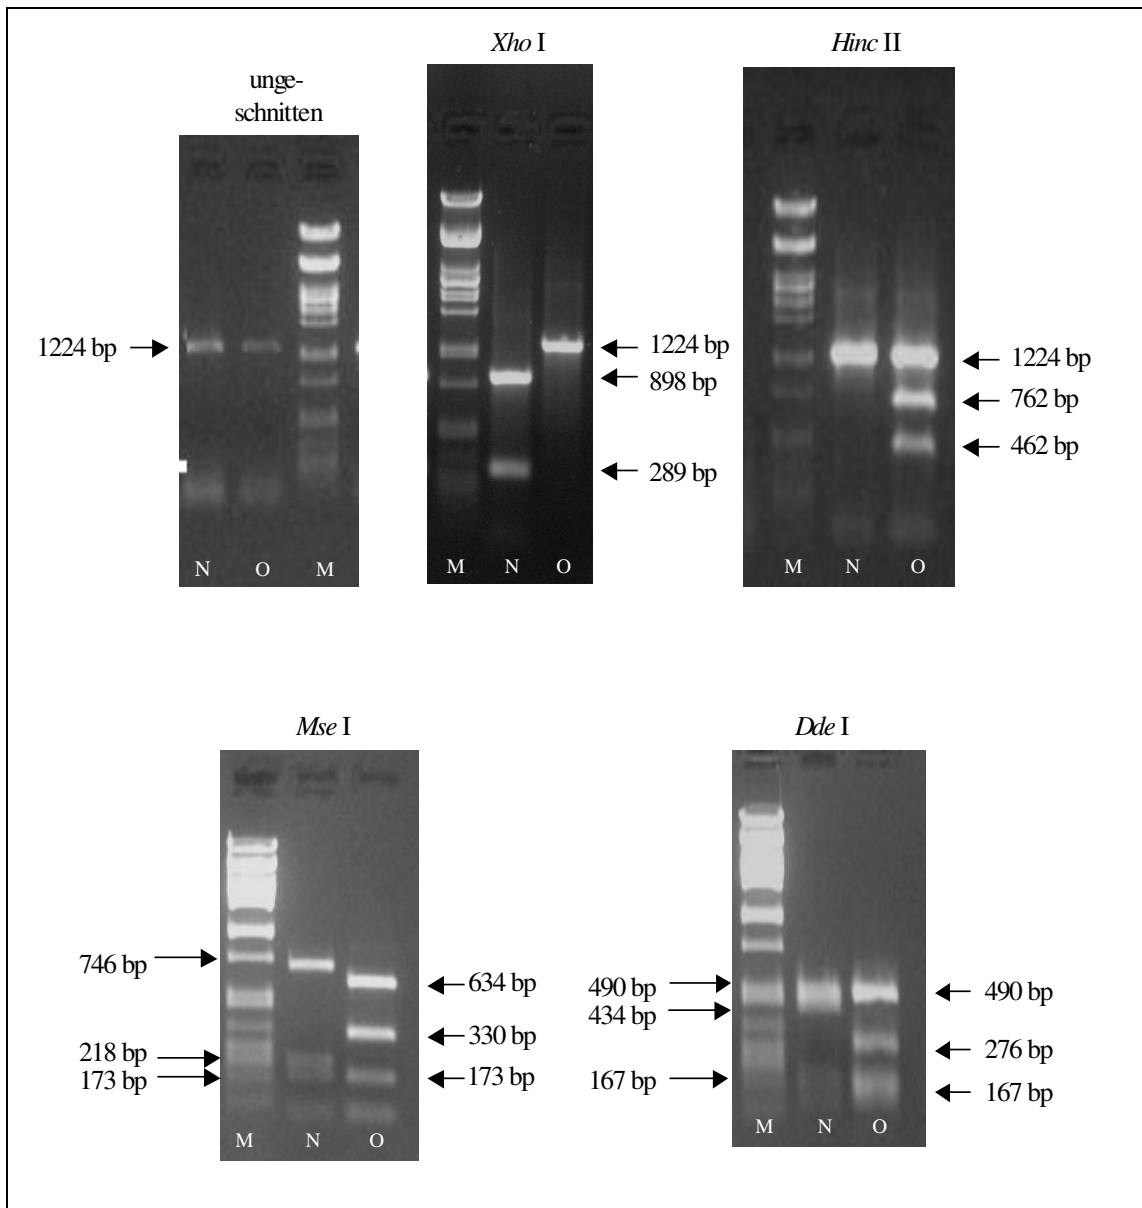 unge-
schnitten
1224 bp
N O M
Xho I
1224 bp
898 bp
289 bp
M N O
Hinc II
1224 bp
762 bp
462 bp
M N O
Mse I
746 bp
218 bp
173 bp
634 bp
330 bp
173 bp
M N O
Dde I
490 bp
434 bp
167 bp
490 bp
276 bp
167 bp
M N O